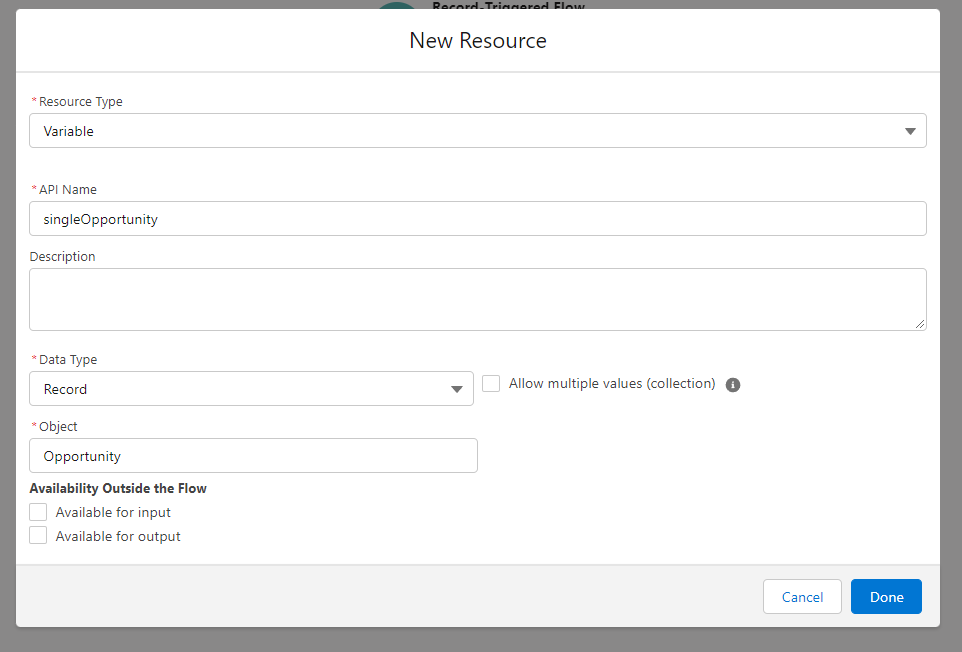 Record-Triggered Flow
New Resource
* Resource Type
Variable
* API Name
singleOpportunity
Description
* Data Type
Record
Allow multiple values (collection)
* Object
Opportunity
Availability Outside the Flow
Available for input
Available for output
Cancel
Done